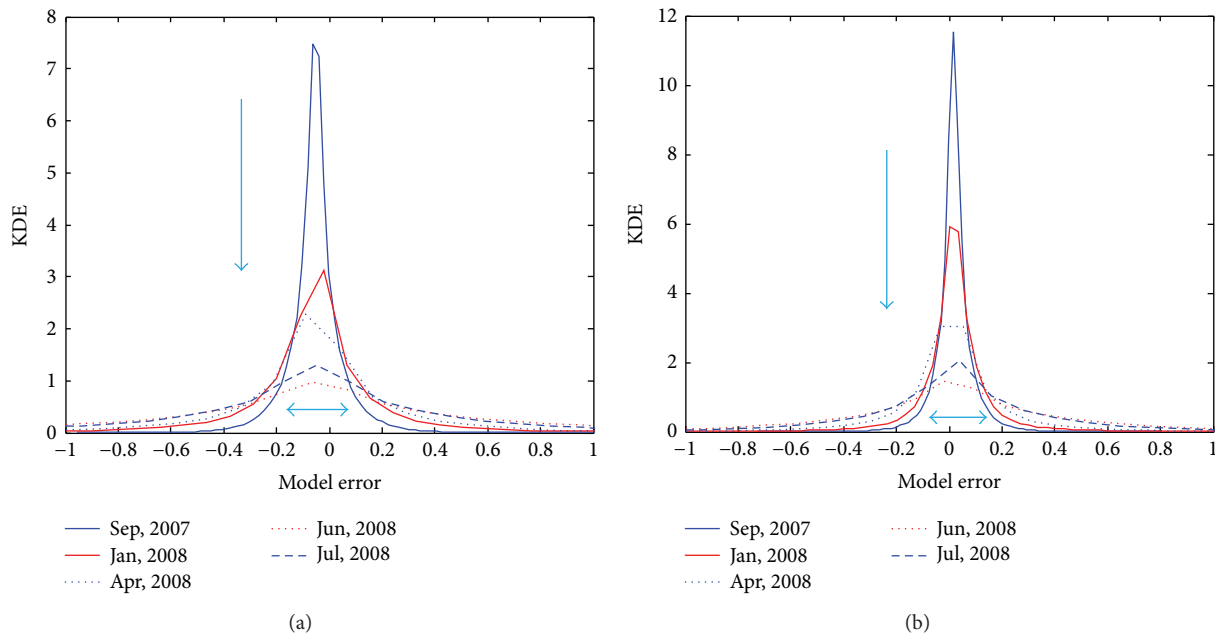 8
7
6
5
4
3
2
1
0
KDE
−1 −0.8 −0.6 −0.4 −0.2 0 0.2 0.4 0.6 0.8 1
Model error
Sep, 2007
Jan, 2008
Apr, 2008
Jun, 2008
Jul, 2008
(a)
12
10
8
6
4
2
0
KDE
−1 −0.8 −0.6 −0.4 −0.2 0 0.2 0.4 0.6 0.8 1
Model error
Sep, 2007
Jan, 2008
Apr, 2008
Jun, 2008
Jul, 2008
(b)